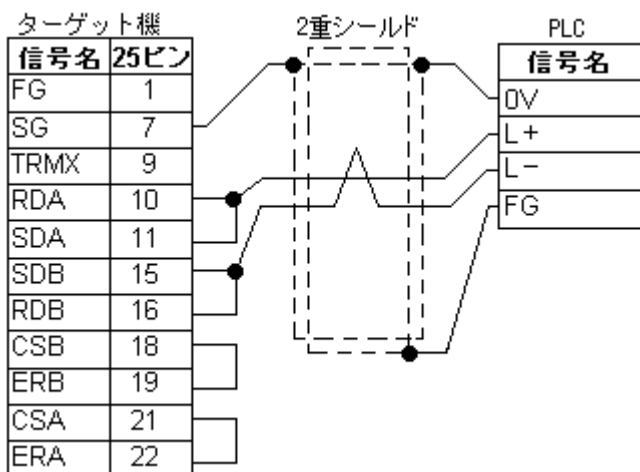 ターゲット機
信号名 25ピン
FG 1
SG 7
TRMX 9
RDA 10
SDA 11
SDB 15
RDB 16
CSB 18
ERB 19
CSA 21
ERA 22
2重シールド
PLC
信号名
0V
L+
L-
FG